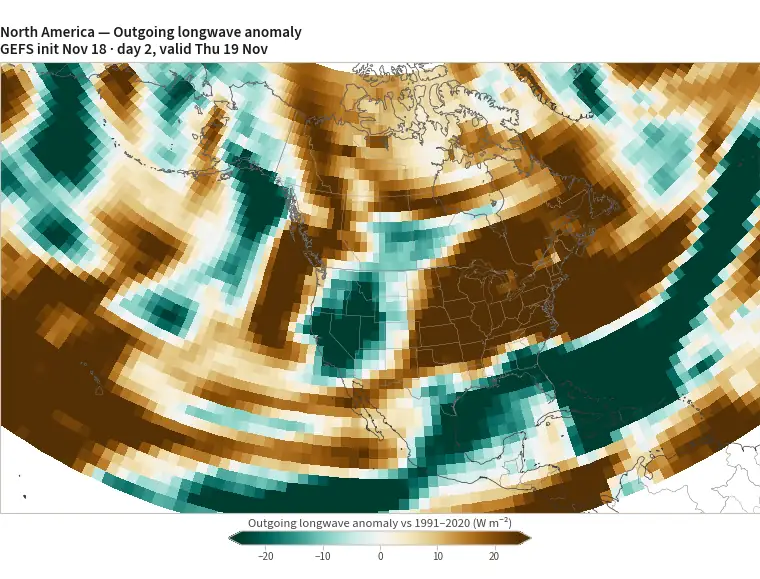 North America — Outgoing longwave anomaly
GEFS init Nov 18 · day 2, valid Thu 19 Nov
Outgoing longwave anomaly vs 1991–2020 (W m⁻²)
−20 −10 0 10 20